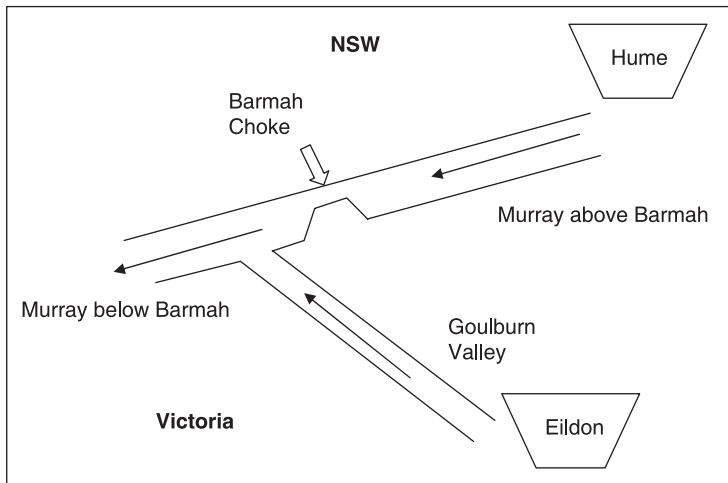 NSW
Hume
Barmah
Choke
Murray above Barmah
Murray below Barmah
Goulburn
Valley
Victoria
Eildon